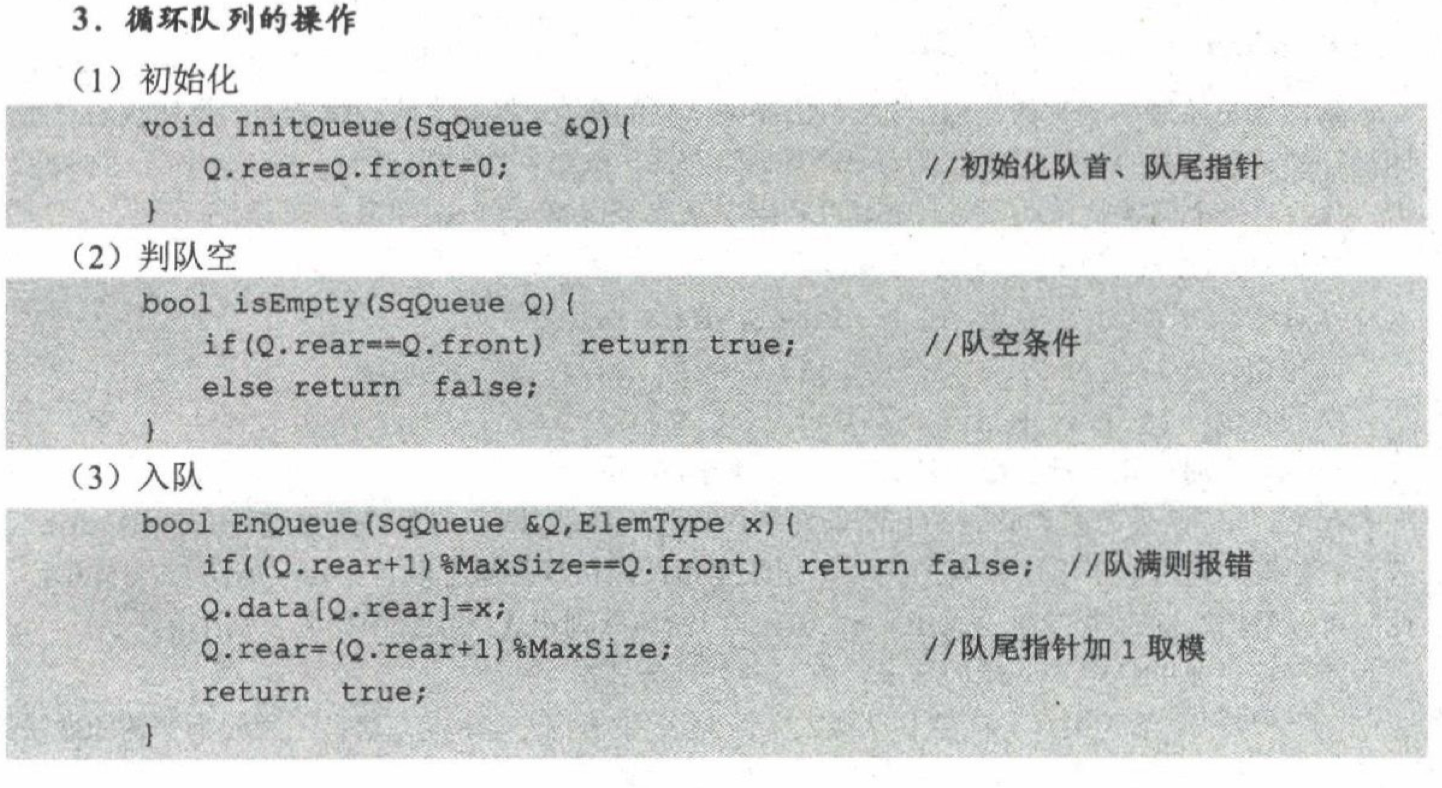 3．循环队列的操作
（1）初始化
void InitQueue(SqQueue &Q){
Q.rear=Q.front=0; //初始化队首、队尾指针
}
（2）判队空
bool isEmpty(SqQueue Q){
if(Q.rear==Q.front) return true; //队空条件
else return false;
}
（3）入队
bool EnQueue(SqQueue &Q,ElemType x){
if((Q.rear+1)%MaxSize==Q.front) return false; //队满则报错
Q.data[Q.rear]=x;
Q.rear=(Q.rear+1)%MaxSize; //队尾指针加 1 取模
return true;
}